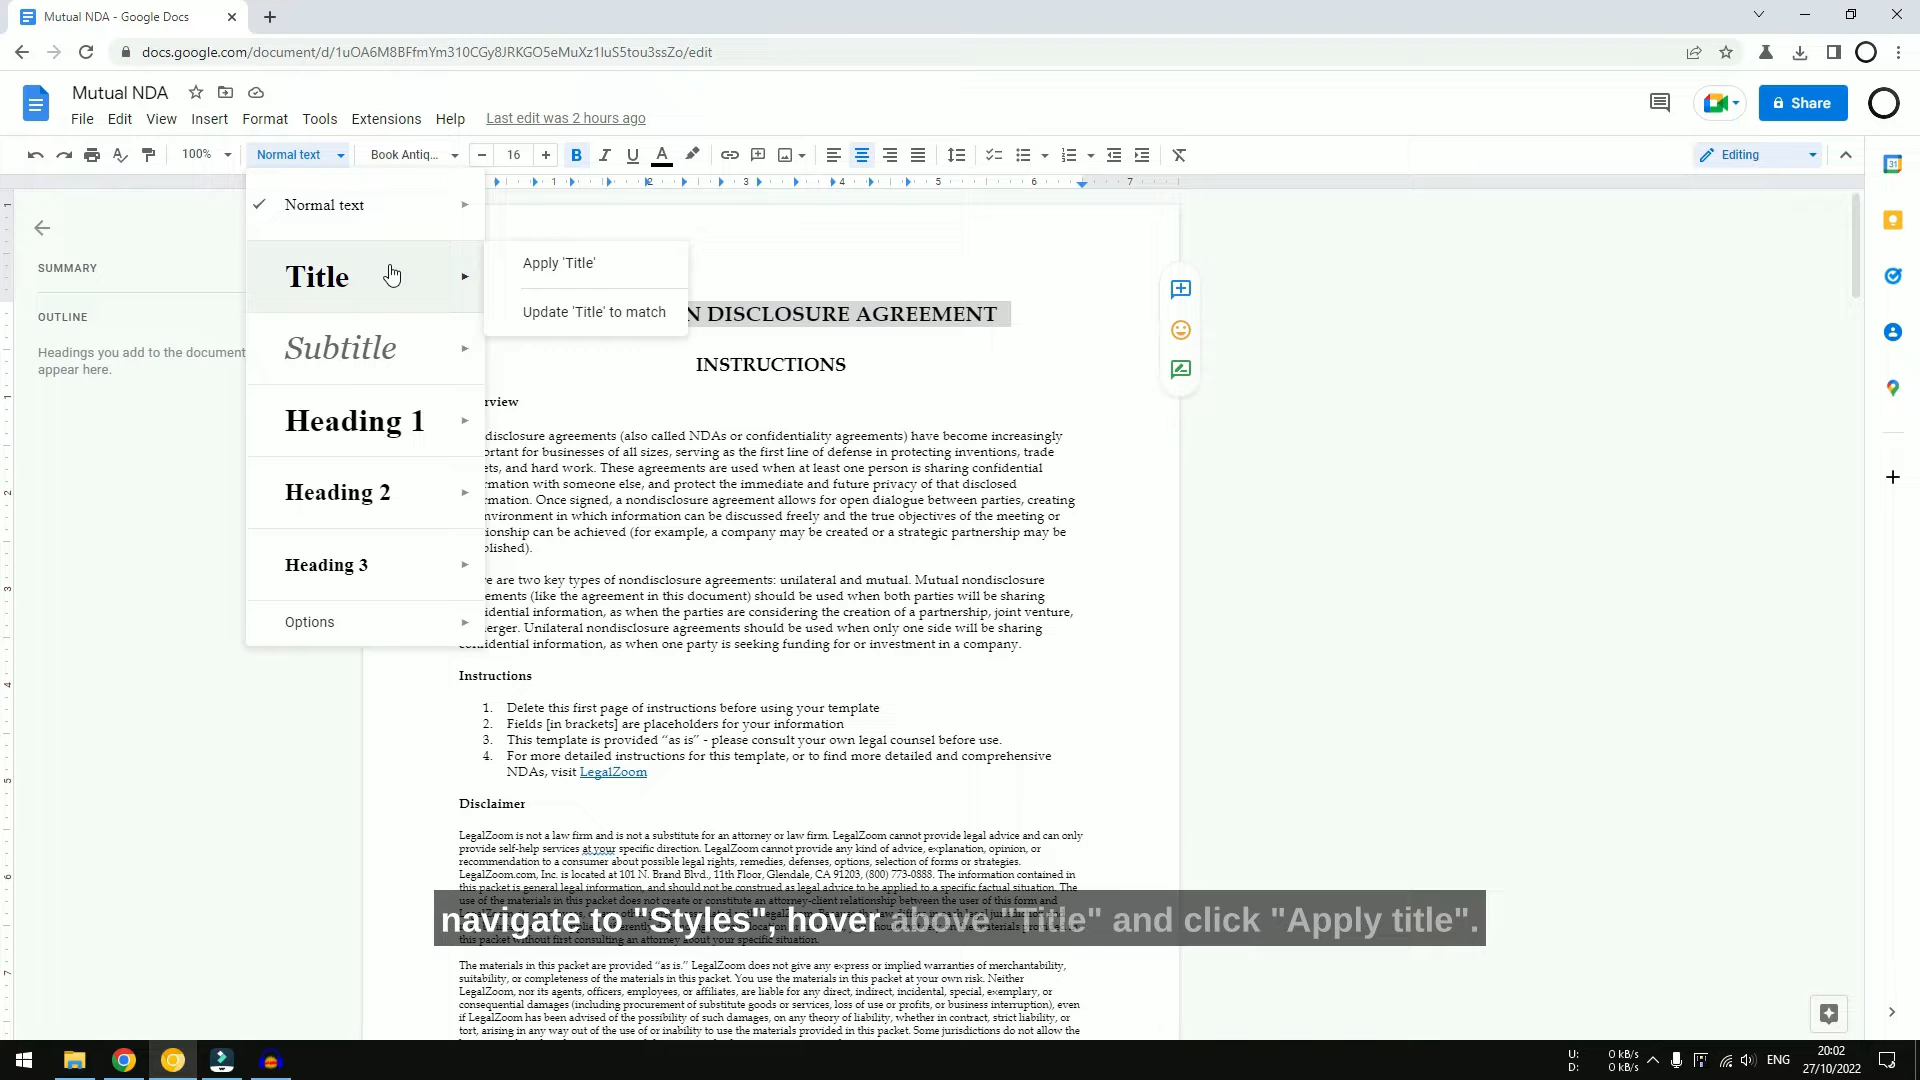 Mutual NDA - Google Docs
docs.google.com/document/d/1uOA6M8BFfmYm310CGy8JRKGO5eMuXz1IuS5tou3ssZo/edit
Mutual NDA
File Edit View Insert Format Tools Extensions Help Last edit was 2 hours ago
Share
100% Normal text Book Antiq... 16 Editing
1 2 3 4 5 6 7
Normal text
Title
Subtitle
Heading 1
Heading 2
Heading 3
Options
Apply 'Title'
Update 'Title' to match
SUMMARY
OUTLINE
Headings you add to the document
appear here.
N DISCLOSURE AGREEMENT
INSTRUCTIONS
rview
disclosure agreements (also called NDAs or confidentiality agreements) have become increasingly
ortant for businesses of all sizes, serving as the first line of defense in protecting inventions, trade
ets, and hard work. These agreements are used when at least one person is sharing confidential
rmation with someone else, and protect the immediate and future privacy of that disclosed
rmation. Once signed, a nondisclosure agreement allows for open dialogue between parties, creating
nvironment in which information can be discussed freely and the true objectives of the meeting or
tionship can be achieved (for example, a company may be created or a strategic partnership may be
blished).
e are two key types of nondisclosure agreements: unilateral and mutual. Mutual nondisclosure
ements (like the agreement in this document) should be used when both parties will be sharing
idential information, as when the parties are considering the creation of a partnership, joint venture,
erger. Unilateral nondisclosure agreements should be used when only one side will be sharing
confidential information, as when one party is seeking funding for or investment in a company.
Instructions
1. Delete this first page of instructions before using your template
2. Fields [in brackets] are placeholders for your information
3. This template is provided “as is” - please consult your own legal counsel before use.
4. For more detailed instructions for this template, or to find more detailed and comprehensive
NDAs, visit LegalZoom
Disclaimer
LegalZoom is not a law firm and is not a substitute for an attorney or law firm. LegalZoom cannot provide legal advice and can only
provide self-help services at your specific direction. LegalZoom cannot provide any kind of advice, explanation, opinion, or
recommendation to a consumer about possible legal rights, remedies, defenses, options, selection of forms or strategies.
LegalZoom.com, Inc. is located at 101 N. Brand Blvd., 11th Floor, Glendale, CA 91203, (800) 773-0888. The information contained in
this packet is general legal information, and should not be construed as legal advice to be applied to a specific factual situation. The
use of the materials in this packet does not create or constitute an attorney-client relationship between the user of this form and
navigate to "Styles", hover above "Title" and click "Apply title".
this packet without first consulting an attorney about your specific situation.
The materials in this packet are provided “as is.” LegalZoom does not give any express or implied warranties of merchantability,
suitability, or completeness of the materials in this packet. You use the materials in this packet at your own risk. Neither
LegalZoom, nor its agents, officers, employees, or affiliates, are liable for any direct, indirect, incidental, special, exemplary, or
consequential damages (including procurement of substitute goods or services, loss of use or profits, or business interruption), even
if LegalZoom has been advised of the possibility of such damages, on any theory of liability, whether in contract, strict liability, or
tort, arising in any way out of the use of or inability to use the materials provided in this packet. Some jurisdictions do not allow the
U: 0 kB/s
D: 0 kB/s
ENG
20:02
27/10/2022